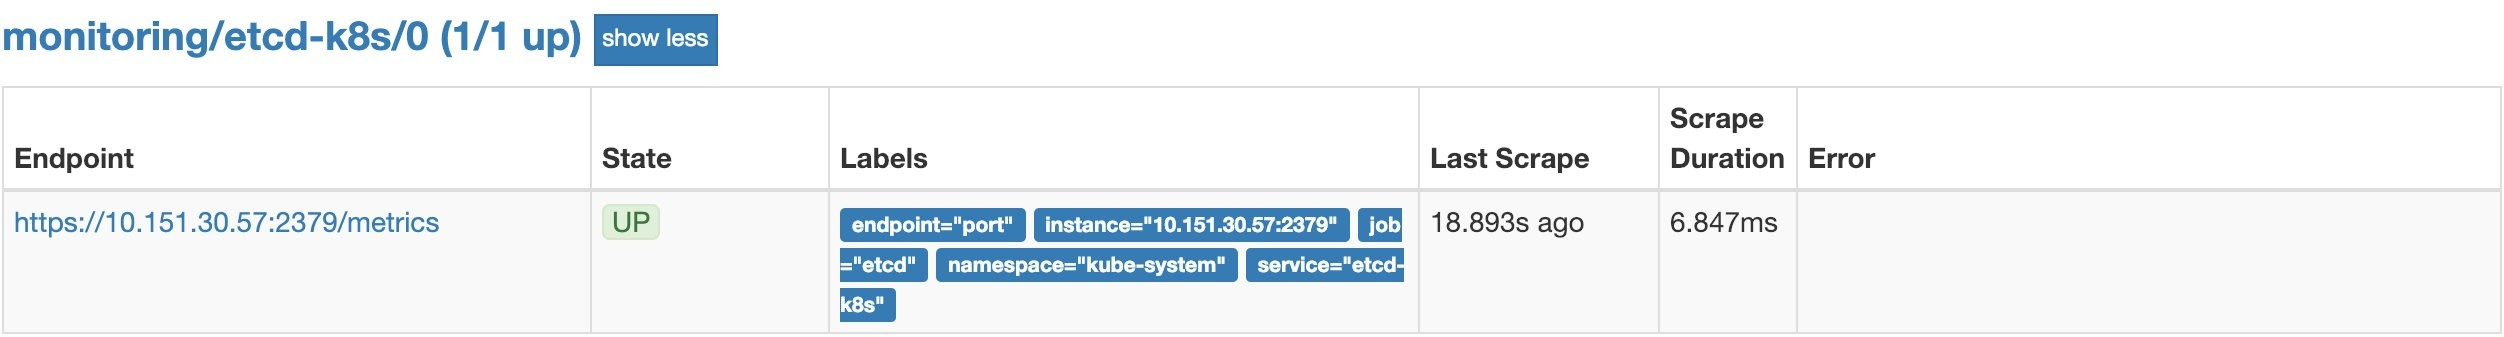 monitoring/etcd-k8s/0 (1/1 up) show less
Endpoint State Labels Last Scrape Scrape Duration Error
https://10.151.30.57:2379/metrics UP endpoint="port" instance="10.151.30.57:2379" job
="etcd" namespace="kube-system" service="etcd-
k8s" 18.893s ago 6.847ms